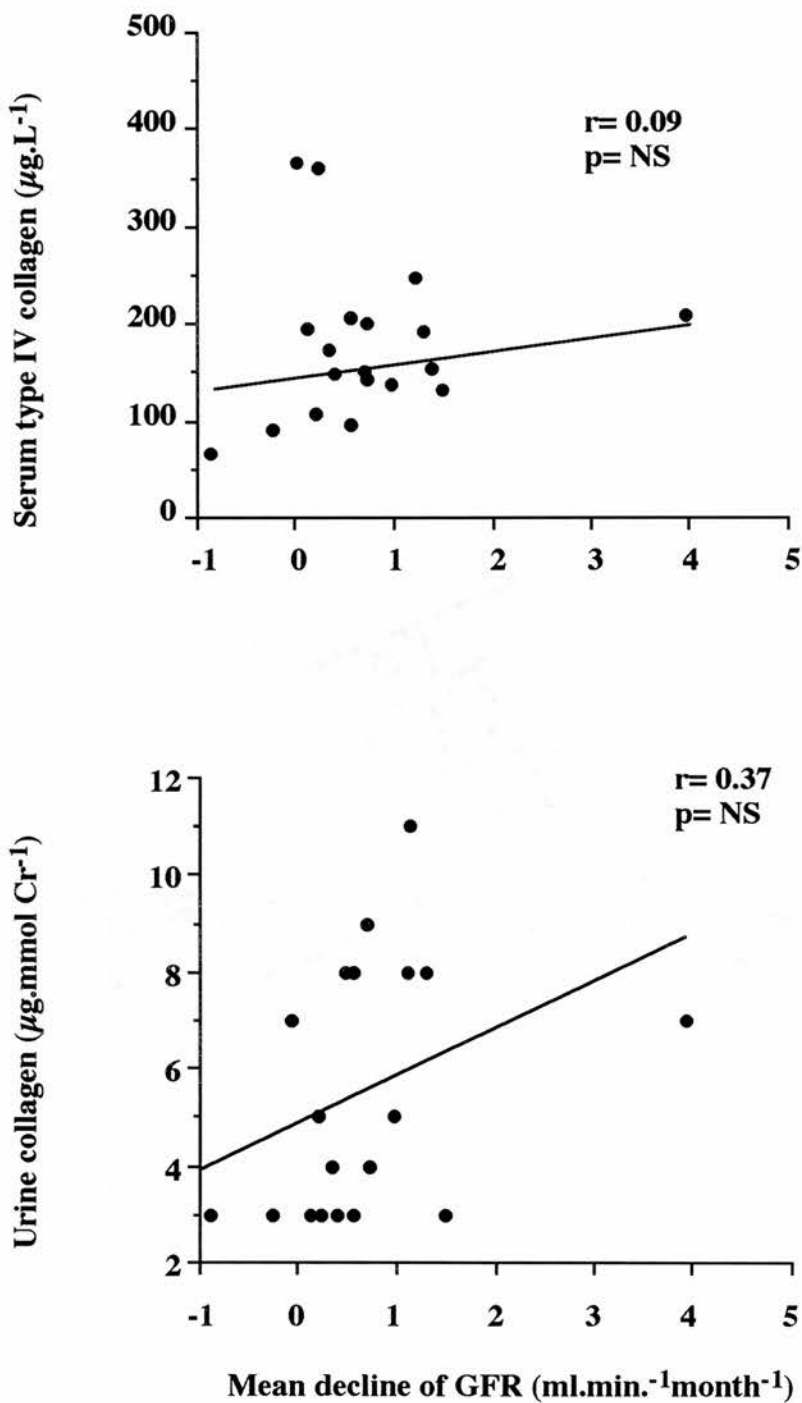 Serum type IV collagen (µg.L-1)
500
400
300
200
100
0
r= 0.09
p= NS
-1 0 1 2 3 4 5
Urine collagen (µg.mmol Cr-1)
12
10
8
6
4
2
r= 0.37
p= NS
-1 0 1 2 3 4 5
Mean decline of GFR (ml.min.-1month-1)